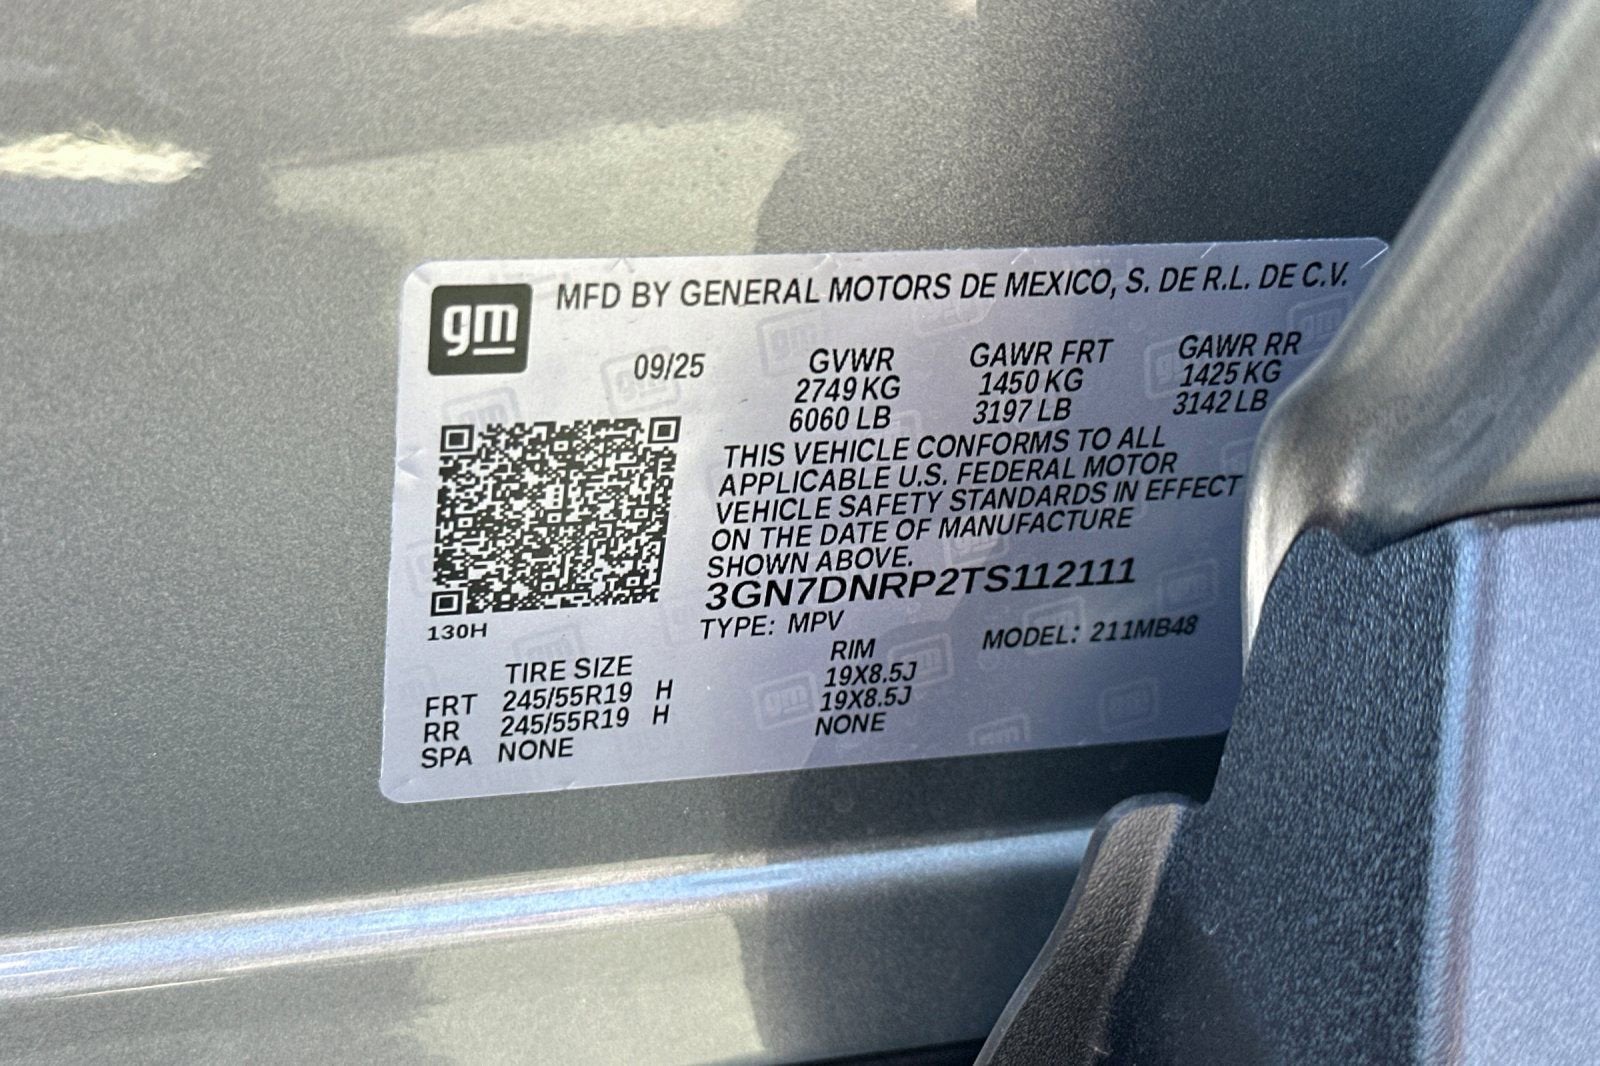 gm
MFD BY GENERAL MOTORS DE MEXICO, S. DE R.L. DE C.V.
09/25 GVWR GAWR FRT GAWR RR
2749 KG 1450 KG 1425 KG
6060 LB 3197 LB 3142 LB
THIS VEHICLE CONFORMS TO ALL
APPLICABLE U.S. FEDERAL MOTOR
VEHICLE SAFETY STANDARDS IN EFFECT
ON THE DATE OF MANUFACTURE
SHOWN ABOVE.
3GN7DNRP2TS112111
130H
TYPE: MPV MODEL: 211MB48
TIRE SIZE RIM
FRT 245/55R19 H 19X8.5J
RR 245/55R19 H 19X8.5J
SPA NONE NONE